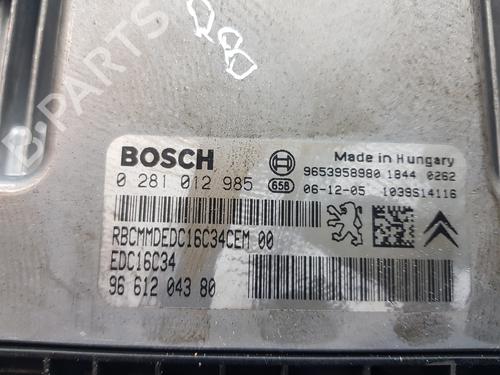 BOSCH
Made in Hungary
9653958980 1844 0262
0 281 012 985
658
06-12-05 1039S14116
RBCMMDEDC16C34CEM 00
EDC16C34
96 612 043 80